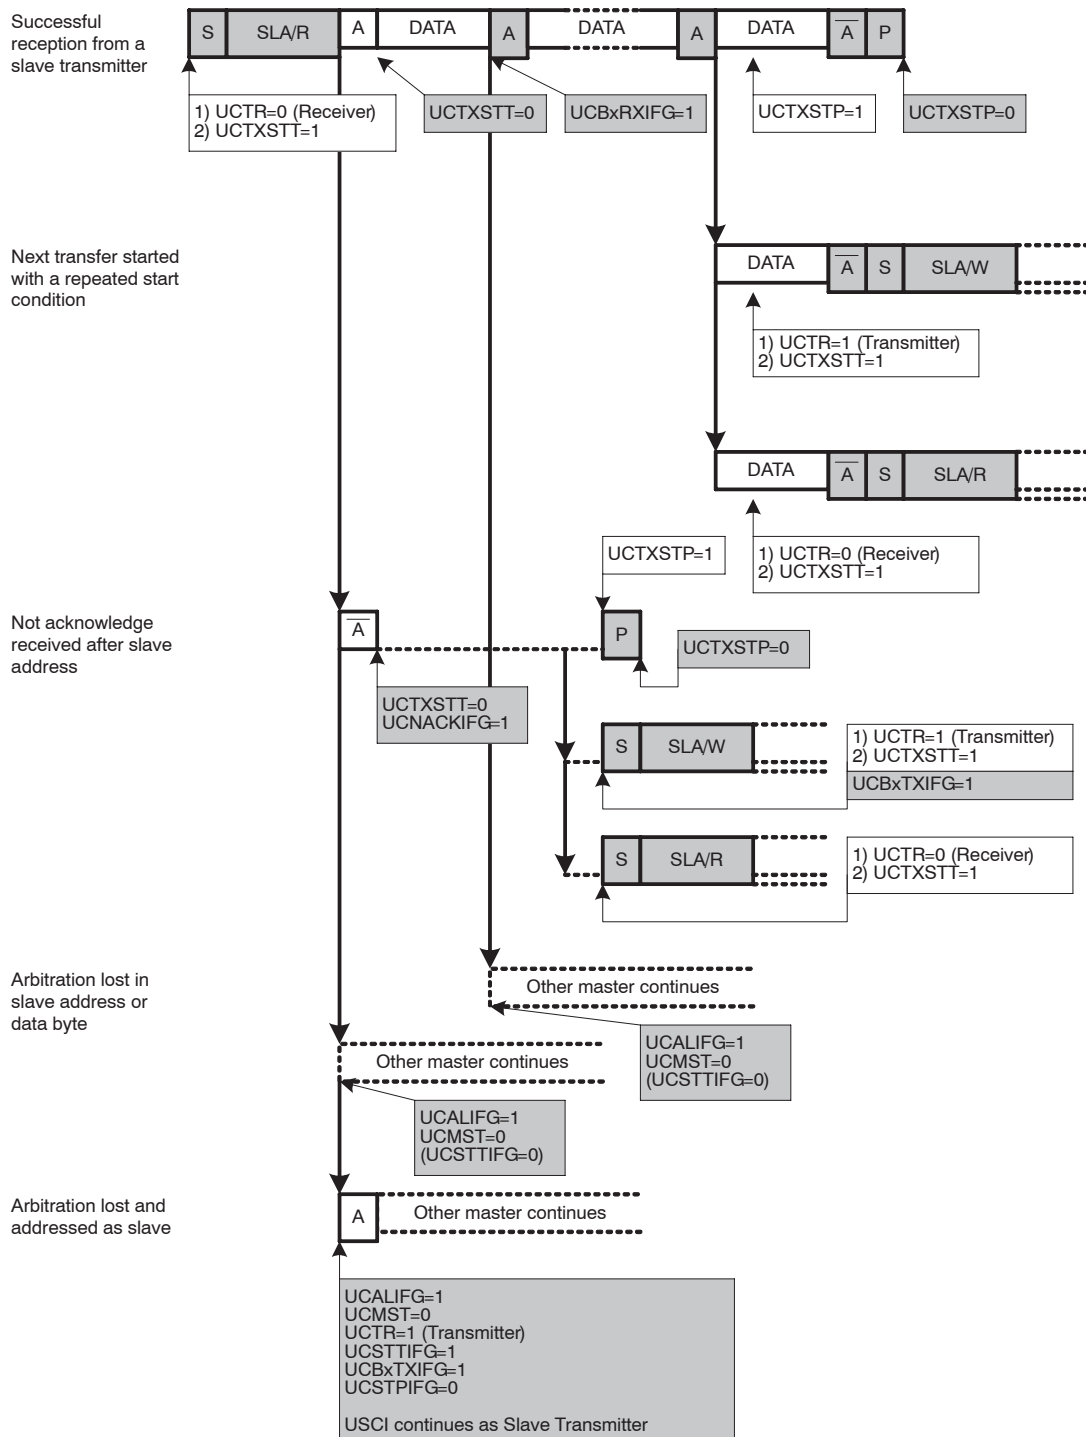 Successful
reception from a
slave transmitter
S SLA/R A DATA A DATA A DATA A P
1) UCTR=0 (Receiver)
2) UCTXSTT=1
UCTXSTT=0
UCBxRXIFG=1
UCTXSTP=1
UCTXSTP=0
Next transfer started
with a repeated start
condition
DATA A S SLA/W
1) UCTR=1 (Transmitter)
2) UCTXSTT=1
DATA A S SLA/R
1) UCTR=0 (Receiver)
2) UCTXSTT=1
UCTXSTP=1
Not acknowledge
received after slave
address
A
P
UCTXSTP=0
UCTXSTT=0
UCNACKIFG=1
S SLA/W
1) UCTR=1 (Transmitter)
2) UCTXSTT=1
UCBxTXIFG=1
S SLA/R
1) UCTR=0 (Receiver)
2) UCTXSTT=1
Arbitration lost in
slave address or
data byte
Other master continues
UCALIFG=1
UCMST=0
(UCSTTIFG=0)
Other master continues
UCALIFG=1
UCMST=0
(UCSTTIFG=0)
Arbitration lost and
addressed as slave
A
Other master continues
UCALIFG=1
UCMST=0
UCTR=1 (Transmitter)
UCSTTIFG=1
UCBxTXIFG=1
UCSTPIFG=0
USCI continues as Slave Transmitter